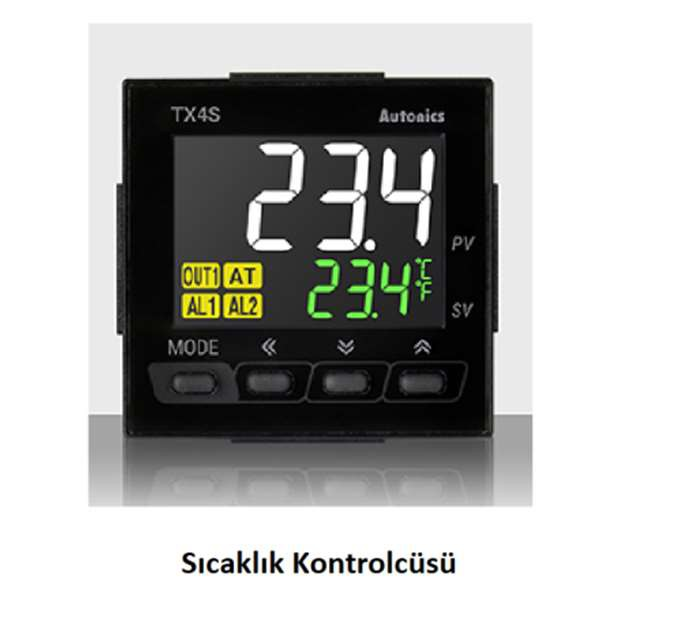 TX4S Autonics
23.4
PV
OUT1 AT
23.4 °C °F
AL1 AL2
SV
MODE
Sıcaklık Kontrolcüsü